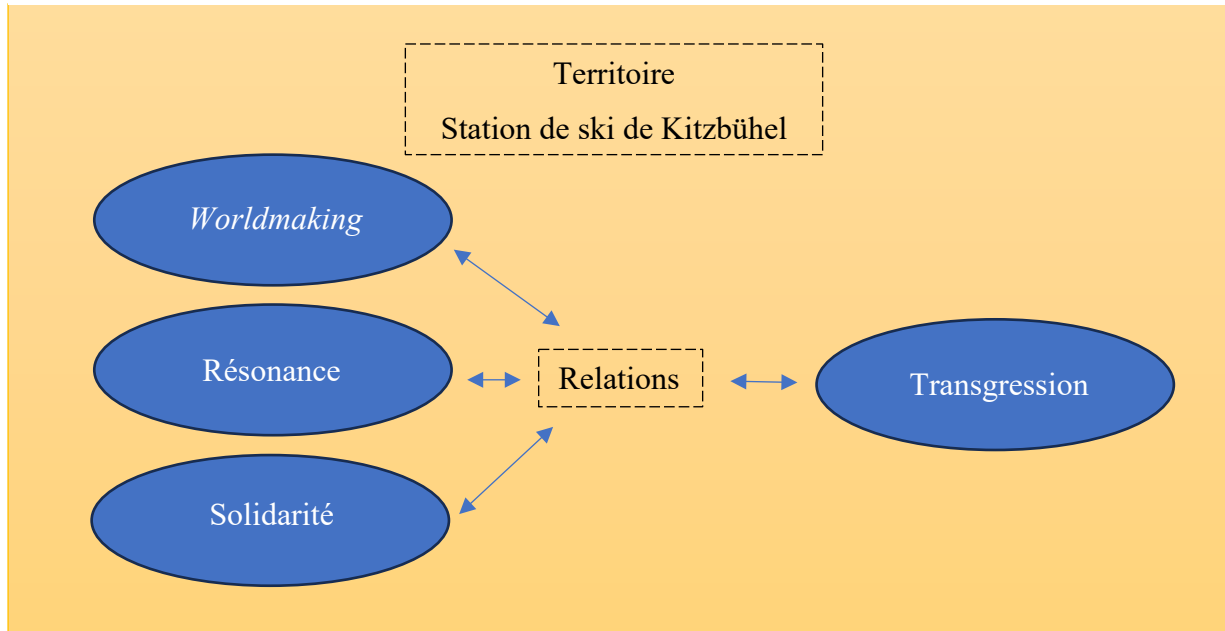 Territoire
Station de ski de Kitzbühel
Worldmaking
Résonance
Relations
Transgression
Solidarité